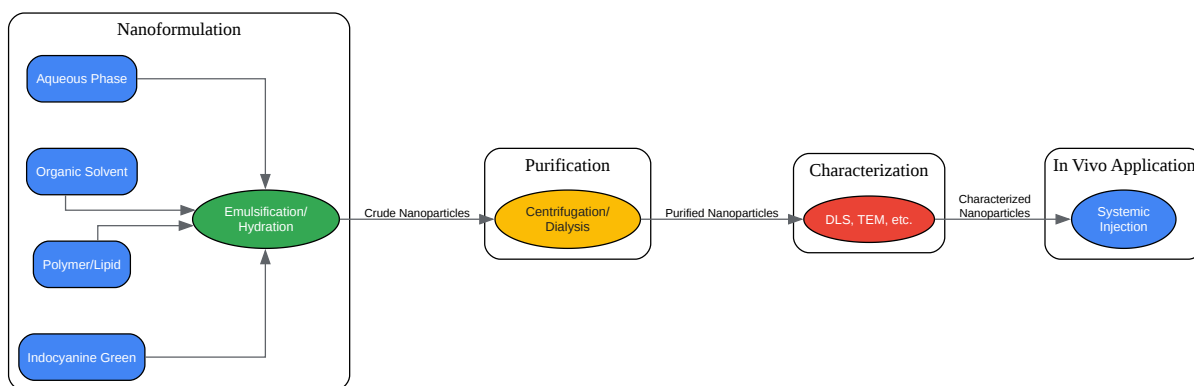 Nanoformulation
Aqueous Phase
Organic Solvent
Polymer/Lipid
Indocyanine Green
Emulsification/
Hydration
Crude Nanoparticles
Purification
Centrifugation/
Dialysis
Purified Nanoparticles
Characterization
DLS, TEM, etc.
Characterized
Nanoparticles
In Vivo Application
Systemic
Injection